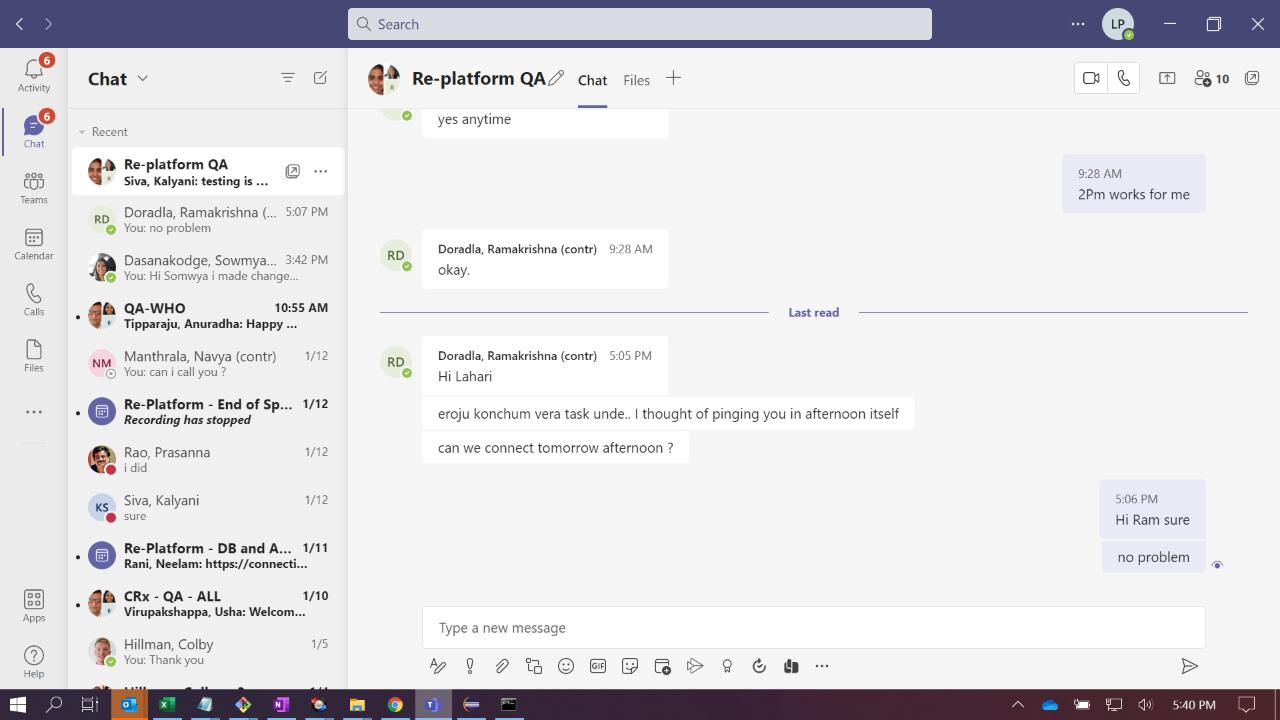 Search
LP
6
Activity
6
Chat
Teams
Calendar
Calls
Files
Apps
Help
Chat
Recent
Re-platform QA
Siva, Kalyani: testing is ...
RD
Doradla, Ramakrishna (... 5:07 PM
You: no problem
Dasanakodge, Sowmya... 3:42 PM
You: Hi Somwya i made change...
QA-WHO 10:55 AM
Tipparaju, Anuradha: Happy ...
NM
Manthrala, Navya (contr) 1/12
You: can i call you ?
Re-Platform - End of Sp... 1/12
Recording has stopped
Rao, Prasanna 1/12
i did
KS
Siva, Kalyani 1/12
sure
Re-Platform - DB and A... 1/11
Rani, Neelam: https://connecti...
CRx - QA - ALL 1/10
Virupakshappa, Usha: Welcom...
Hillman, Colby 1/5
You: Thank you
Re-platform QA
Chat
Files
10
yes anytime
9:28 AM
2Pm works for me
RD
Doradla, Ramakrishna (contr) 9:28 AM
okay.
Last read
RD
Doradla, Ramakrishna (contr) 5:05 PM
Hi Lahari
eroju konchum vera task unde.. I thought of pinging you in afternoon itself
can we connect tomorrow afternoon ?
5:06 PM
Hi Ram sure
no problem
Type a new message
GIF
5:40 PM